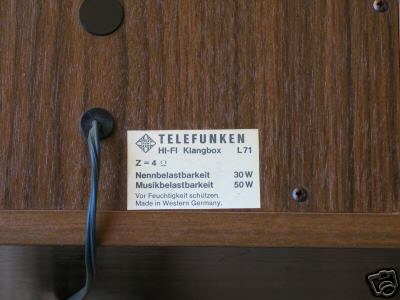 TELEFUNKEN
HI-FI Klangbox L71
Z = 4 Ω
Nennbelastbarkeit 30 W
Musikbelastbarkeit 50 W
Vor Feuchtigkeit schützen.
Made in Western Germany.